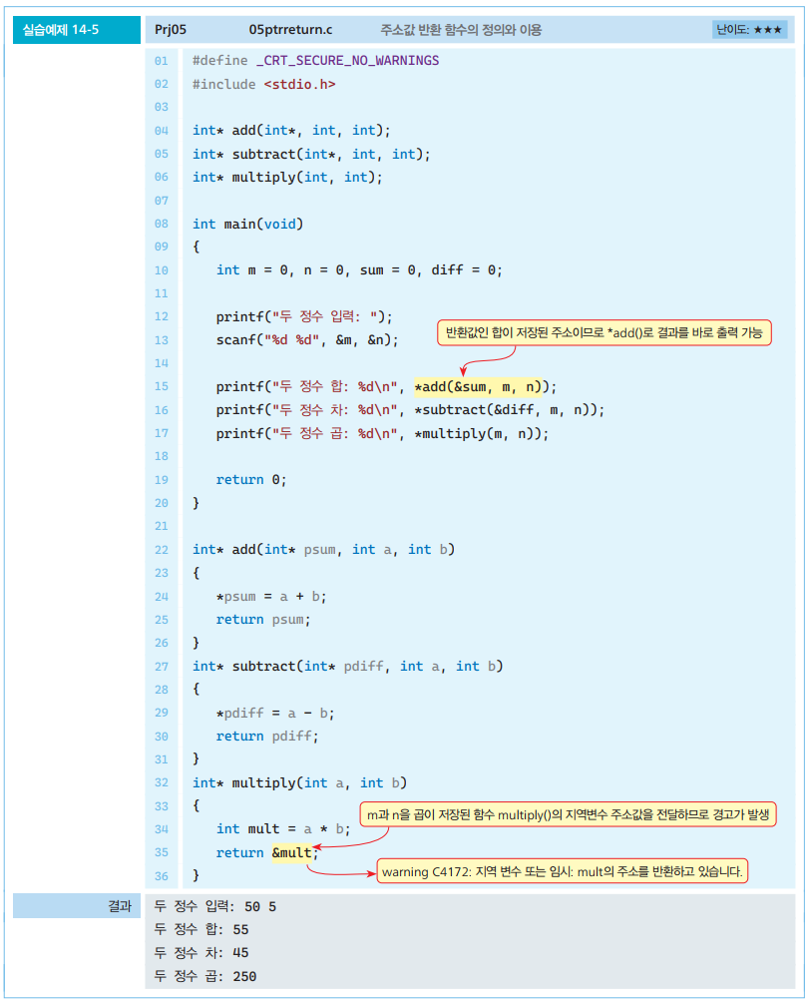 실습예제 14-5
Prj05 05ptrreturn.c 주소값 반환 함수의 정의와 이용 난이도: ★★★
01 #define _CRT_SECURE_NO_WARNINGS
02 #include <stdio.h>
03
04 int* add(int*, int, int);
05 int* subtract(int*, int, int);
06 int* multiply(int, int);
07
08 int main(void)
09 {
10 int m = 0, n = 0, sum = 0, diff = 0;
11
12 printf("두 정수 입력: ");
13 scanf("%d %d", &m, &n);
반환값인 합이 저장된 주소이므로 *add()로 결과를 바로 출력 가능
14
15 printf("두 정수 합: %d\n", *add(&sum, m, n));
16 printf("두 정수 차: %d\n", *subtract(&diff, m, n));
17 printf("두 정수 곱: %d\n", *multiply(m, n));
18
19 return 0;
20 }
21
22 int* add(int* psum, int a, int b)
23 {
24 *psum = a + b;
25 return psum;
26 }
27 int* subtract(int* pdiff, int a, int b)
28 {
29 *pdiff = a - b;
30 return pdiff;
31 }
32 int* multiply(int a, int b)
33 {
m과 n을 곱이 저장된 함수 multiply()의 지역변수 주소값을 전달하므로 경고가 발생
34 int mult = a * b;
35 return &mult;
36 }
warning C4172: 지역 변수 또는 임시: mult의 주소를 반환하고 있습니다.
결과
두 정수 입력: 50 5
두 정수 합: 55
두 정수 차: 45
두 정수 곱: 250